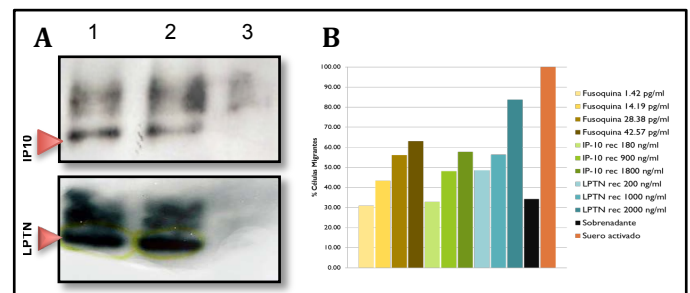 A
1 2 3
IP10
LPTN
B
100.00
90.00
80.00
70.00
60.00
50.00
40.00
30.00
20.00
10.00
0.00
% Células Migrantes
Fusoquina 1.42 pg/ml
Fusoquina 14.19 pg/ml
Fusoquina 28.38 pg/ml
Fusoquina 42.57 pg/ml
IP-10 rec 180 ng/ml
IP-10 rec 900 ng/ml
IP-10 rec 1800 ng/ml
LPTN rec 200 ng/ml
LPTN rec 1000 ng/ml
LPTN rec 2000 ng/ml
Sobrenadante
Suero activado